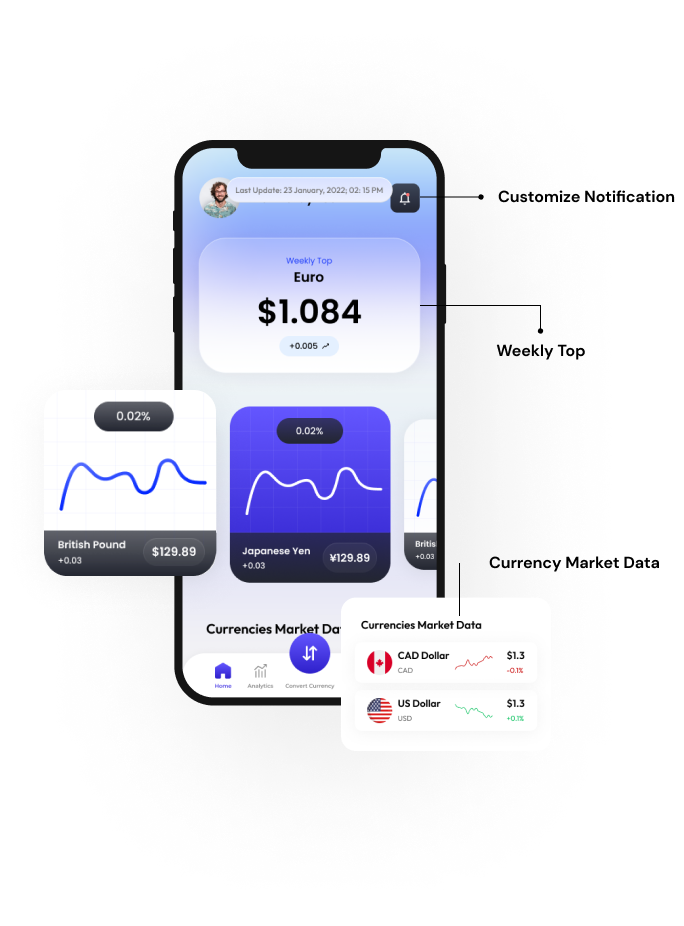 Last Update: 23 January, 2022; 02: 15 PM
Customize Notification
Weekly Top
Euro
$1.084
+0.005
Weekly Top
0.02%
British Pound
+0.03
$129.89
0.02%
Japanese Yen
+0.03
¥129.89
Britis
+0.03
Currency Market Data
Currencies Market Dat
Home
Analytics
Convert Currency
Currencies Market Data
CAD Dollar
CAD
$1.3
-0.1%
US Dollar
USD
$1.3
+0.1%